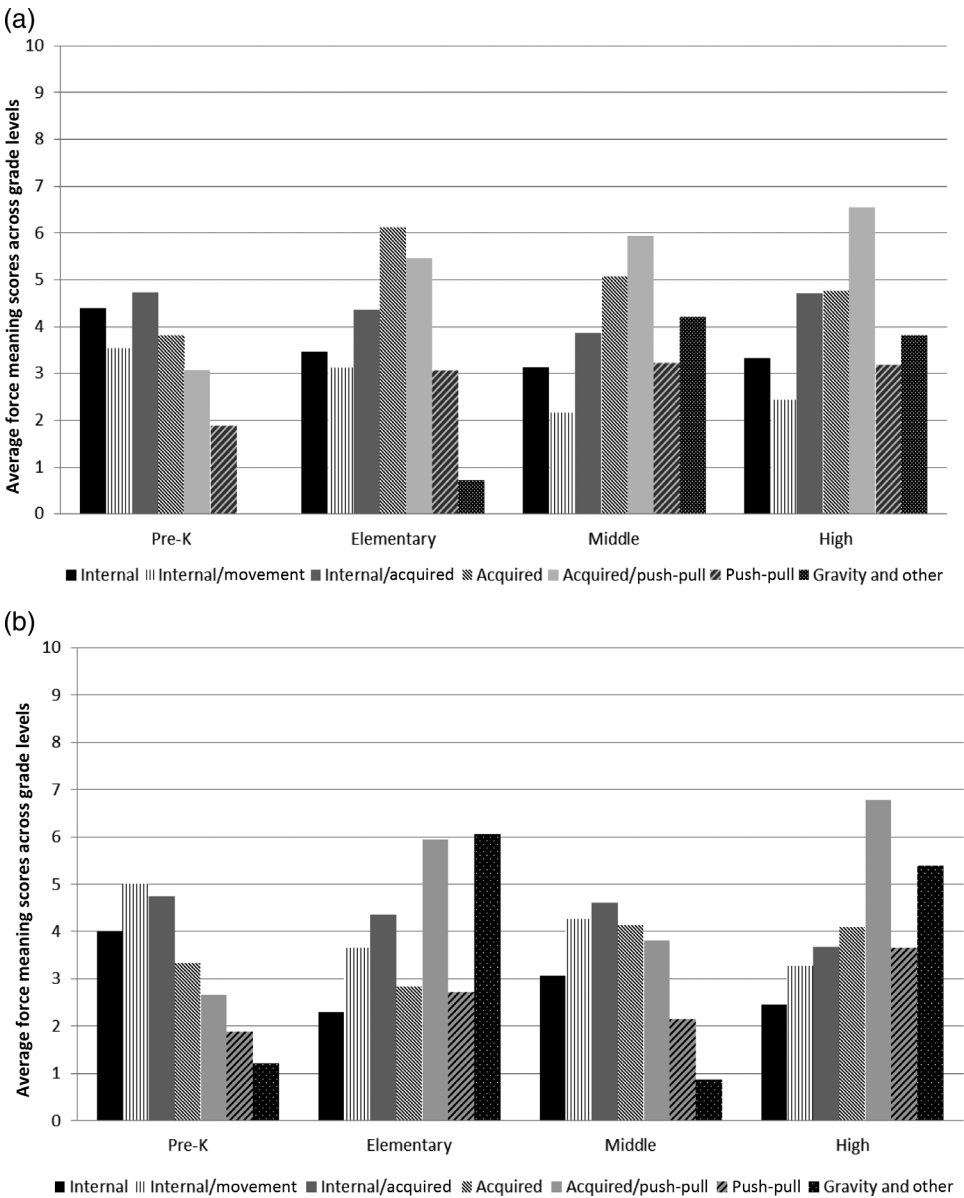 (a)
Average force meaning scores across grade levels
10
9
8
7
6
5
4
3
2
1
0
Pre-K Elementary Middle High
Internal Internal/movement Internal/acquired Acquired Acquired/push-pull Push-pull Gravity and other
(b)
Average force meaning scores across grade levels
10
9
8
7
6
5
4
3
2
1
0
Pre-K Elementary Middle High
Internal Internal/movement Internal/acquired Acquired Acquired/push-pull Push-pull Gravity and other